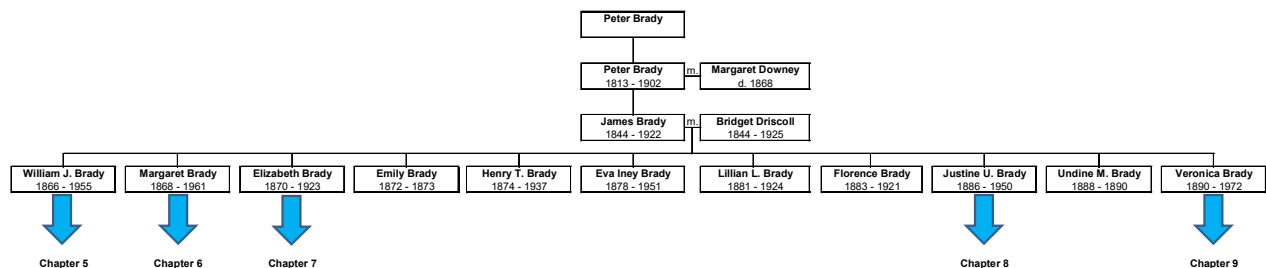 Peter Brady
Peter Brady
1813 - 1902
m.
Margaret Downey
d. 1868
James Brady
1844 - 1922
m.
Bridget Driscoll
1844 - 1925
William J. Brady
1866 - 1955
Margaret Brady
1868 - 1961
Elizabeth Brady
1870 - 1923
Emily Brady
1872 - 1873
Henry T. Brady
1874 - 1937
Eva Iney Brady
1878 - 1951
Lillian L. Brady
1881 - 1924
Florence Brady
1883 - 1921
Justine U. Brady
1886 - 1950
Undine M. Brady
1888 - 1890
Veronica Brady
1890 - 1972
Chapter 5
Chapter 6
Chapter 7
Chapter 8
Chapter 9